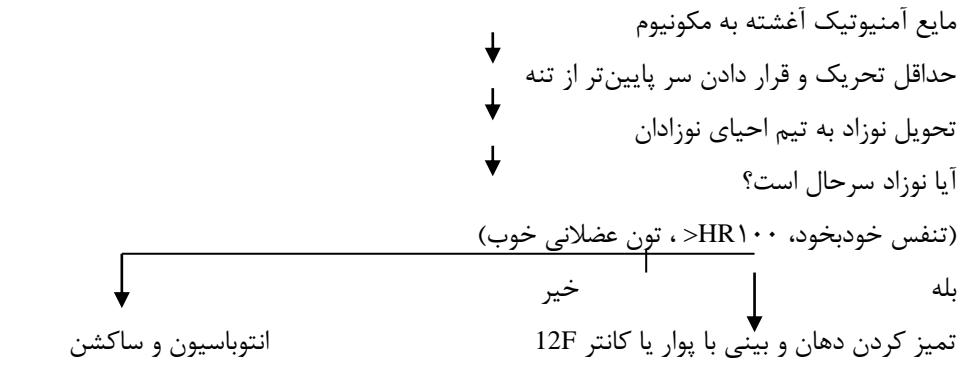 مایع آمنیوتیک آغشته به مکونیوم
حداقل تحریک و قرار دادن سر پایین‌تر از تنه
تحویل نوزاد به تیم احیای نوزادان
آیا نوزاد سرحال است؟
(تنفس خودبخود، HR۱۰۰< ، تون عضلانی خوب)
بله خیر
تمیز کردن دهان و بینی با پوار یا کانتر 12F انتوباسیون و ساکشن